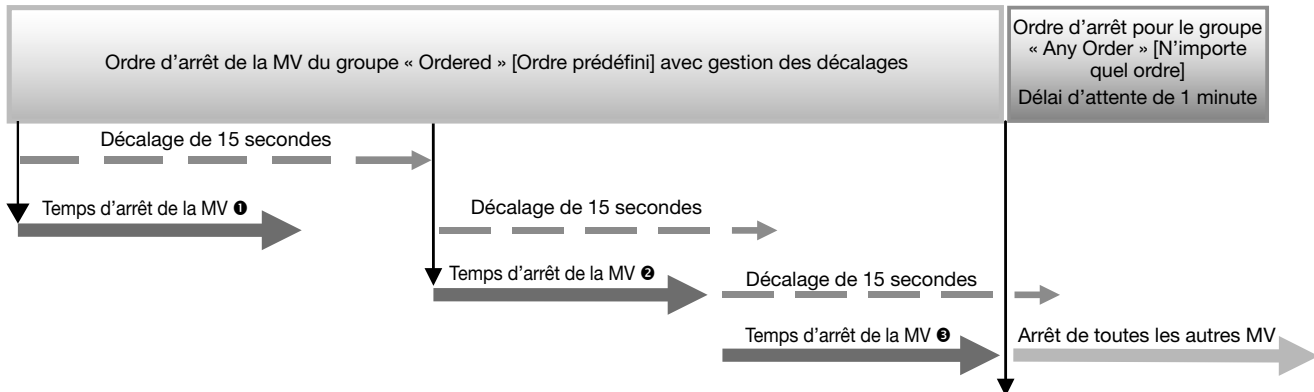 Ordre d'arrêt de la MV du groupe « Ordered » [Ordre prédéfini] avec gestion des décalages
Ordre d'arrêt pour le groupe
« Any Order » [N'importe
quel ordre]
Délai d'attente de 1 minute
Décalage de 15 secondes
Temps d'arrêt de la MV ❶
Décalage de 15 secondes
Temps d'arrêt de la MV ❷
Décalage de 15 secondes
Temps d'arrêt de la MV ❸
Arrêt de toutes les autres MV